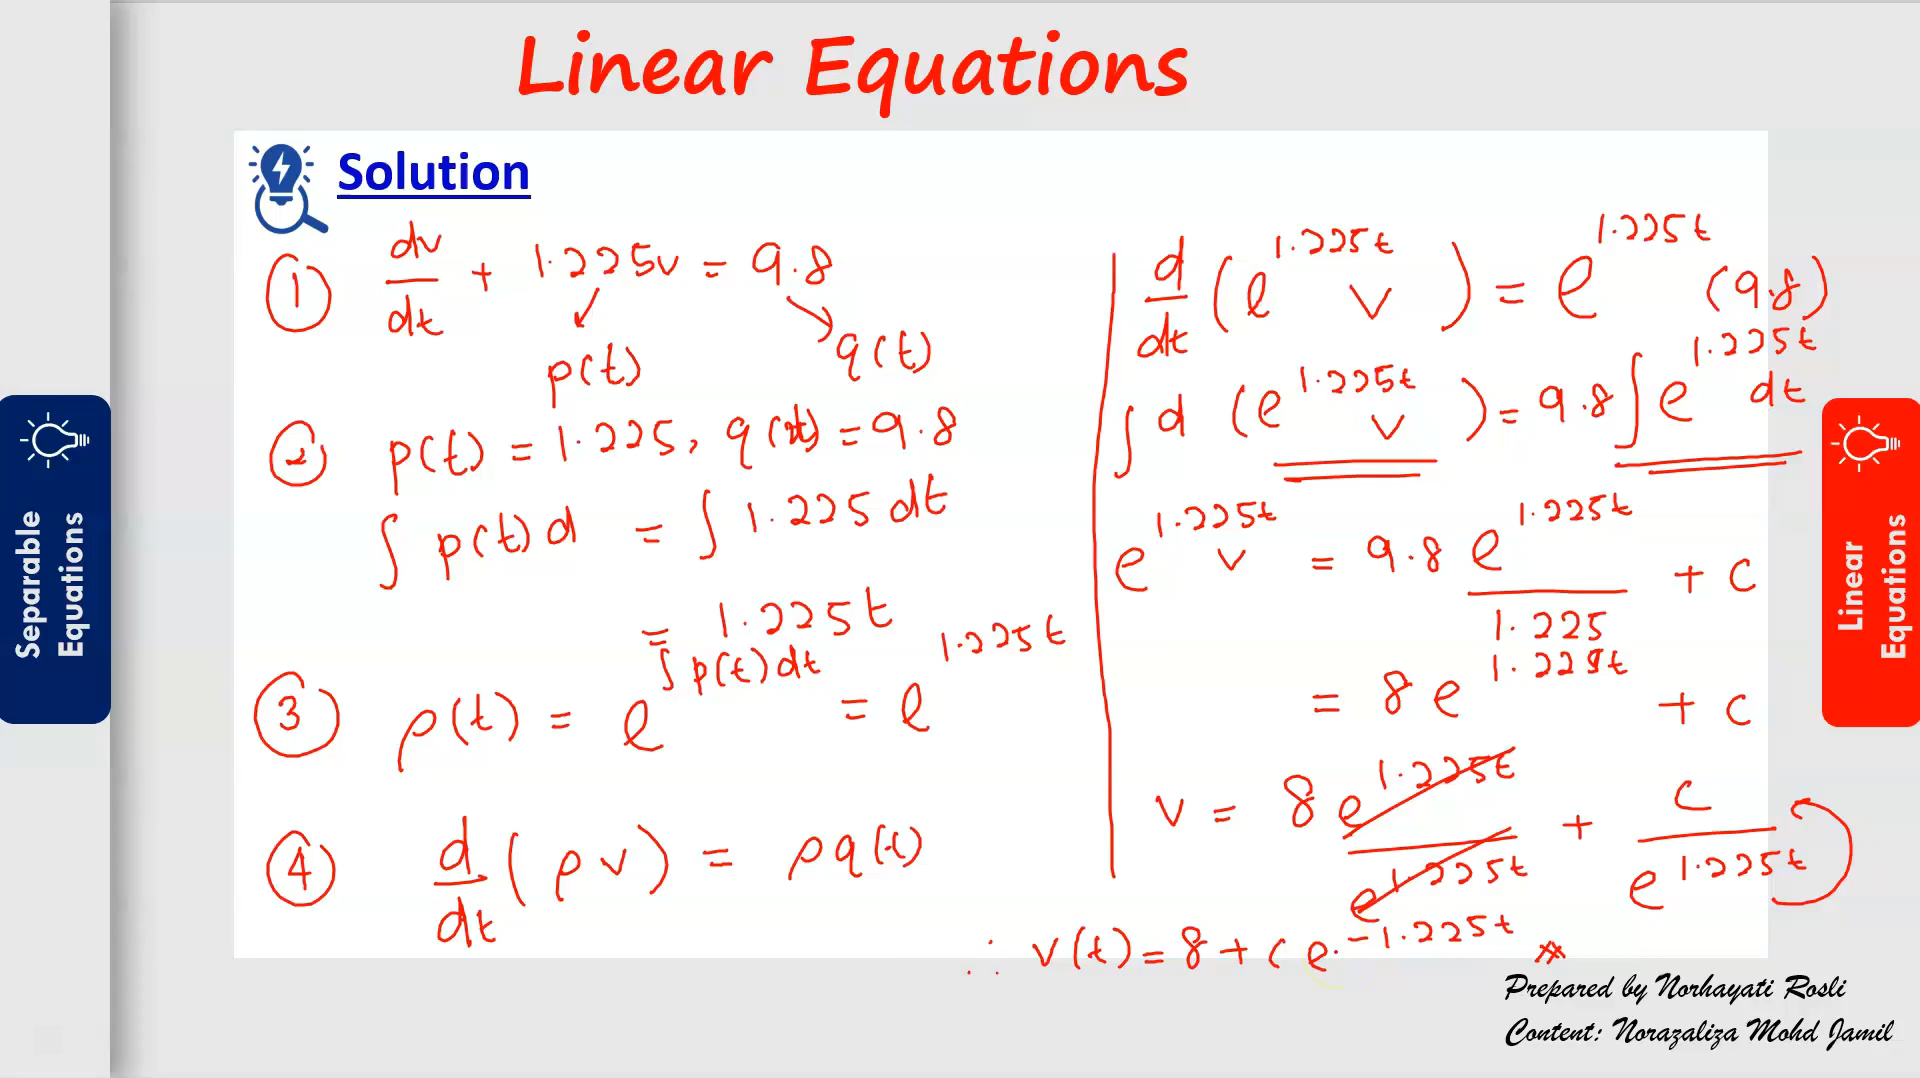 Linear Equations
Solution
① dv/dt + 1.225v = 9.8
p(t) q(t)
② p(t) = 1.225, q(t) = 9.8
∫ p(t) d = ∫ 1.225 dt
= 1.225t
③ ρ(t) = e^∫p(t)dt = e^1.225t
④ d/dt (ρv) = ρq(t)
d/dt (e^1.225t v) = e^1.225t (9.8)
∫ d (e^1.225t v) = 9.8 ∫ e^1.225t dt
e^1.225t v = 9.8 e^1.225t / 1.225 + c
= 8e^1.225t + c
v = 8e^1.225t / e^1.225t + c / e^1.225t
∴ v(t) = 8 + ce^-1.225t
Separable
Equations
Linear
Equations
Prepared by Norhayati Rosli
Content: Norazaliza Mohd Jamil